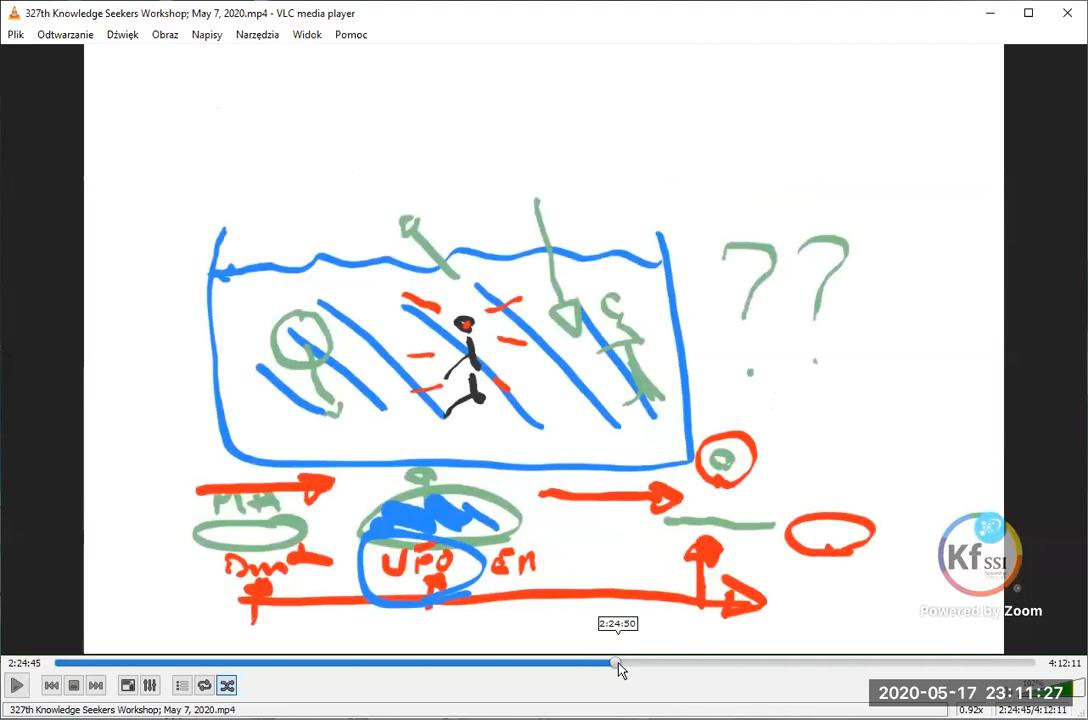 327th Knowledge Seekers Workshop; May 7, 2020.mp4 - VLC media player
Plik Odtwarzanie Dźwięk Obraz Napisy Narzędzia Widok Pomoc
? ?
UFO
Kf SSI
Powered by Zoom
2:24:50
2:24:45 4:12:11
102%
2020-05-17 23:11:27
327th Knowledge Seekers Workshop; May 7, 2020.mp4 0.92x 2:24:45/4:12:11